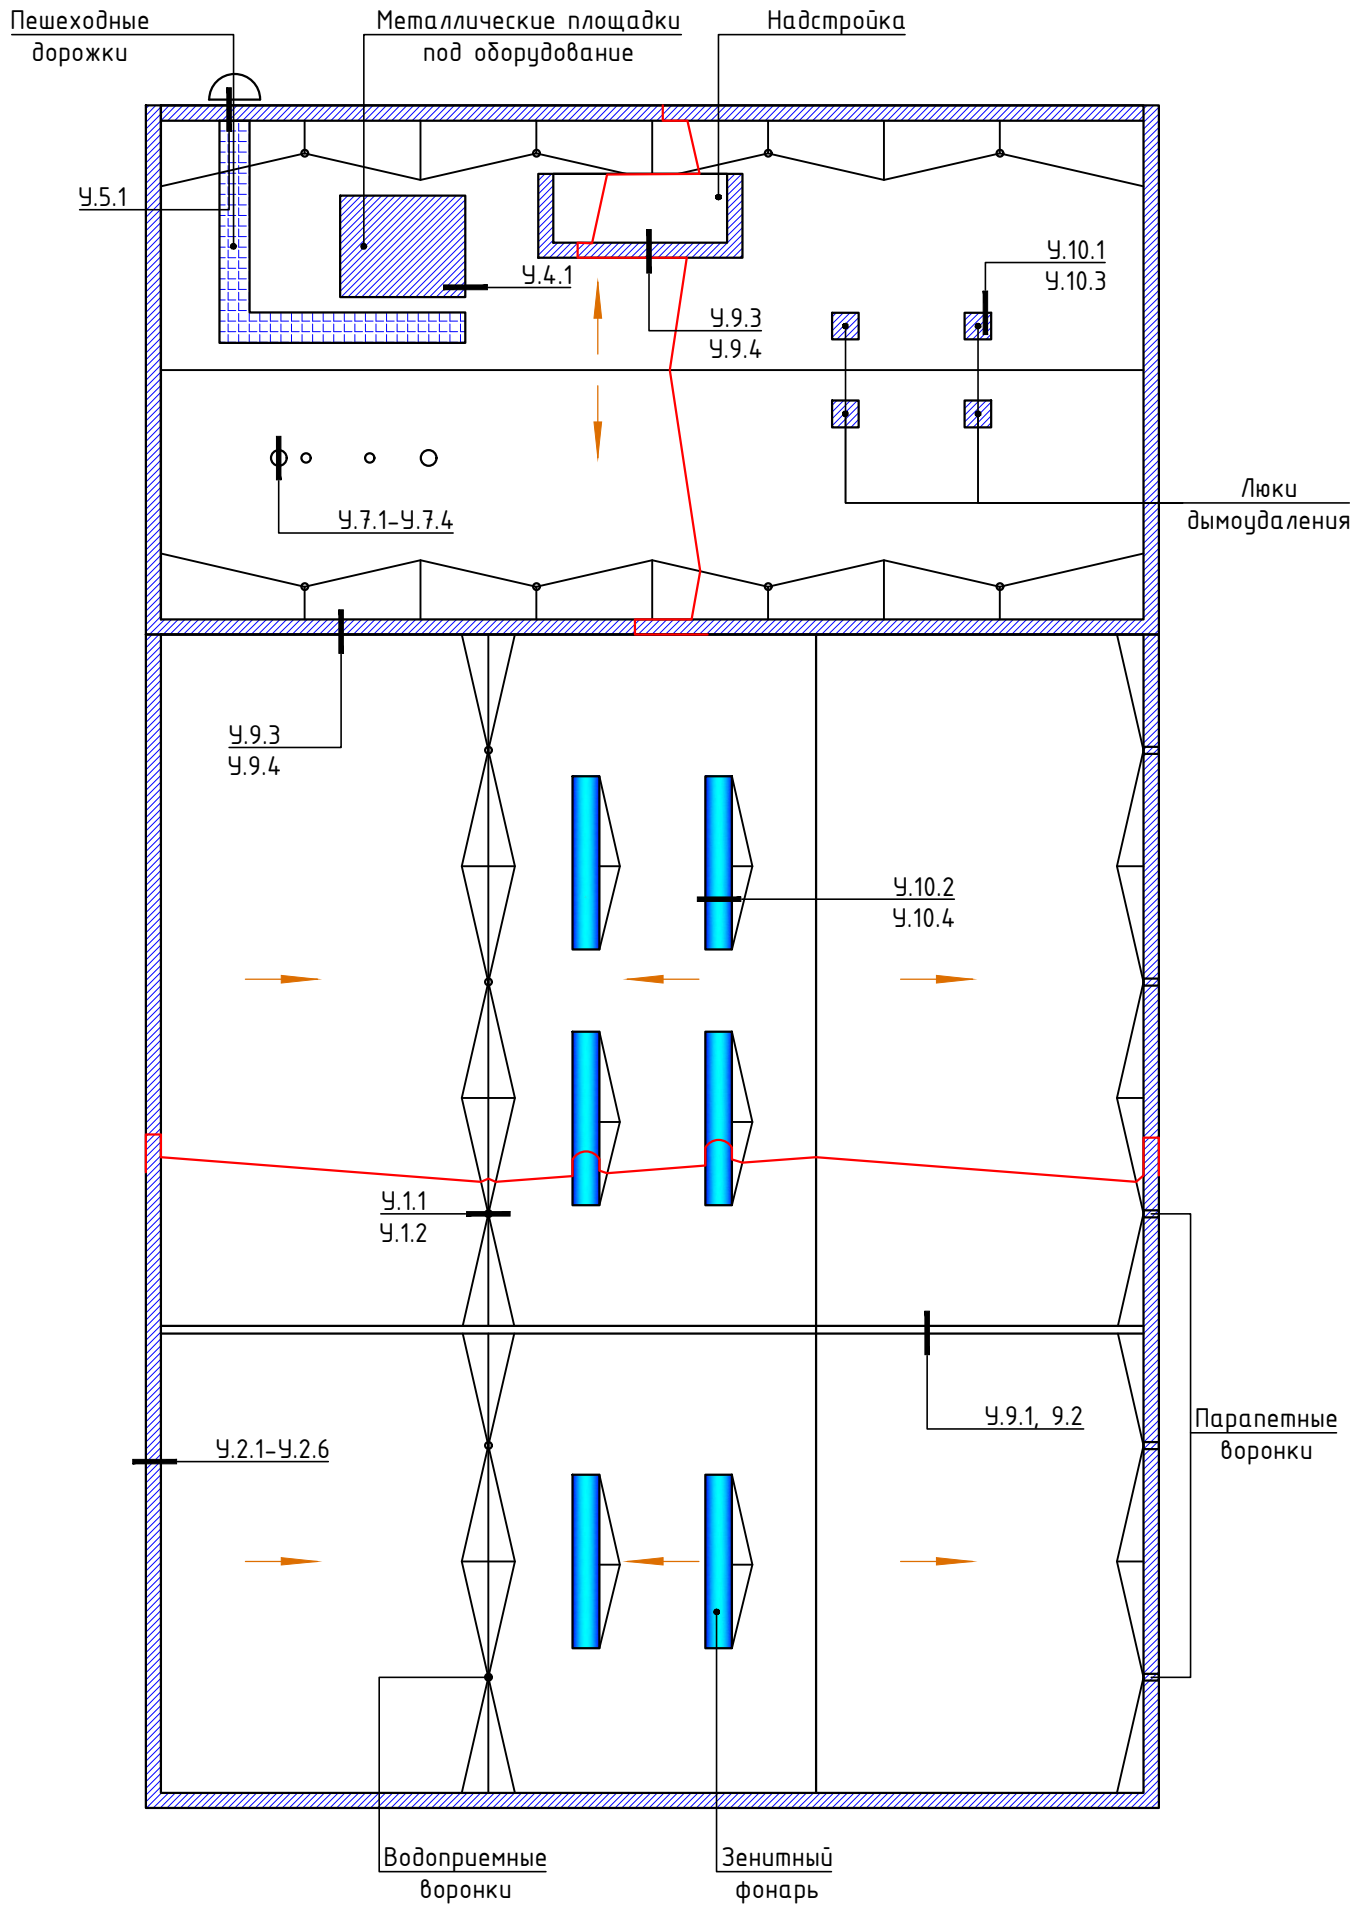 Пешеходные
дорожки
Металлические площадки
под оборудование
Надстройка
У.5.1
У.4.1
У.10.1
У.10.3
У.9.3
У.9.4
У.7.1-У.7.4
Люки
дымоудаления
У.9.3
У.9.4
У.10.2
У.10.4
У.1.1
У.1.2
У.9.1, 9.2
Парапетные
воронки
У.2.1-У.2.6
Водоприемные
воронки
Зенитный
фонарь